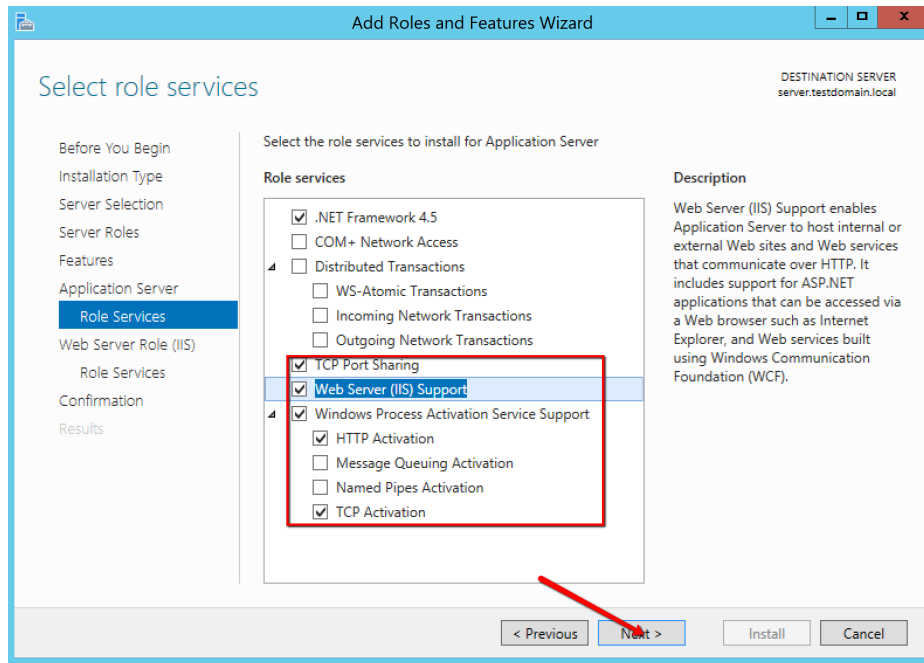 Add Roles and Features Wizard
Select role services
DESTINATION SERVER
server.testdomain.local
Before You Begin
Installation Type
Server Selection
Server Roles
Features
Application Server
Role Services
Web Server Role (IIS)
Role Services
Confirmation
Results
Select the role services to install for Application Server
Role services
.NET Framework 4.5
COM+ Network Access
Distributed Transactions
WS-Atomic Transactions
Incoming Network Transactions
Outgoing Network Transactions
TCP Port Sharing
Web Server (IIS) Support
Windows Process Activation Service Support
HTTP Activation
Message Queuing Activation
Named Pipes Activation
TCP Activation
Description
Web Server (IIS) Support enables
Application Server to host internal or
external Web sites and Web services
that communicate over HTTP. It
includes support for ASP.NET
applications that can be accessed via
a Web browser such as Internet
Explorer, and Web services built
using Windows Communication
Foundation (WCF).
< Previous
Next >
Install
Cancel